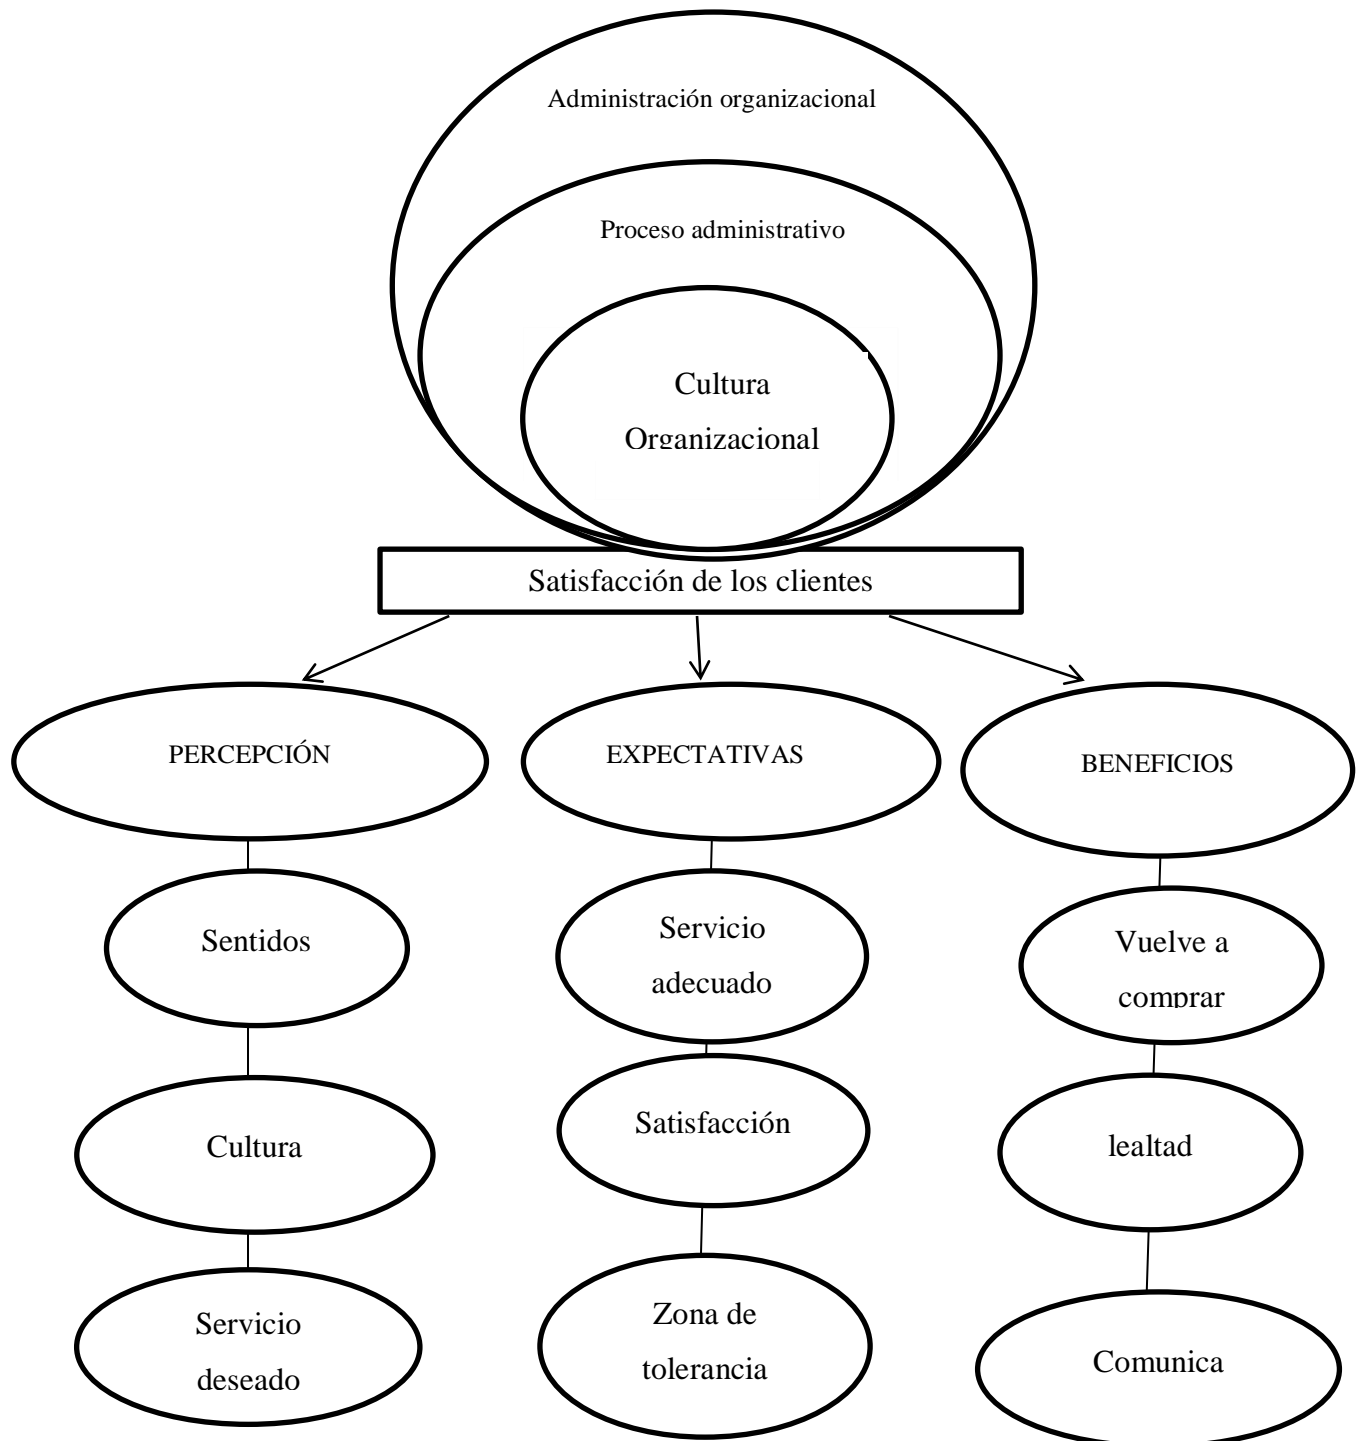 Administración organizacional
Proceso administrativo
Cultura
Organizacional
Satisfacción de los clientes
PERCEPCIÓN
EXPECTATIVAS
BENEFICIOS
Sentidos
Servicio
adecuado
Vuelve a
comprar
Cultura
Satisfacción
lealtad
Servicio
deseado
Zona de
tolerancia
Comunica